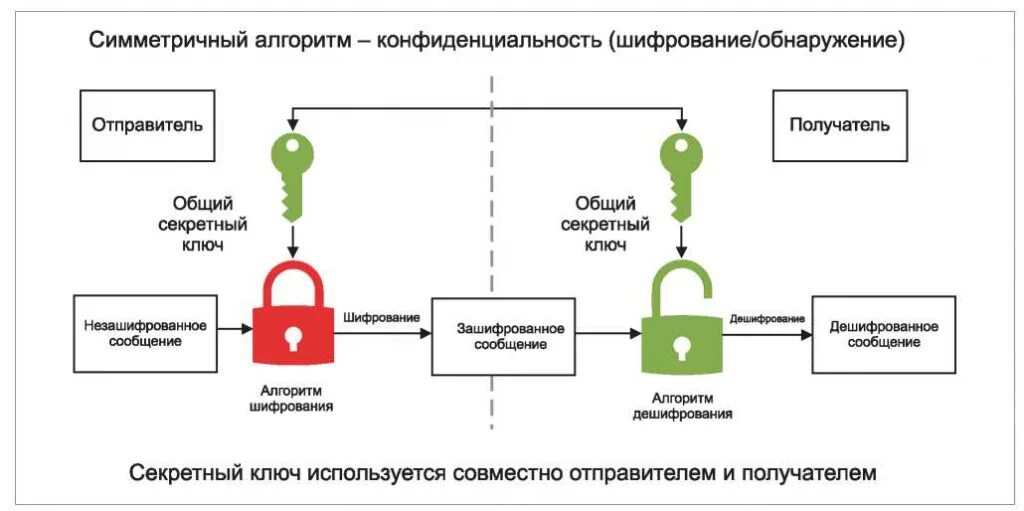 Симметричный алгоритм – конфиденциальность (шифрование/обнаружение)
Отправитель
Получатель
Общий
секретный
ключ
Общий
секретный
ключ
Незашифрованное
сообщение
Шифрование
Зашифрованное
сообщение
Дешифрование
Дешифрованное
сообщение
Алгоритм
шифрования
Алгоритм
дешифрования
Секретный ключ используется совместно отправителем и получателем